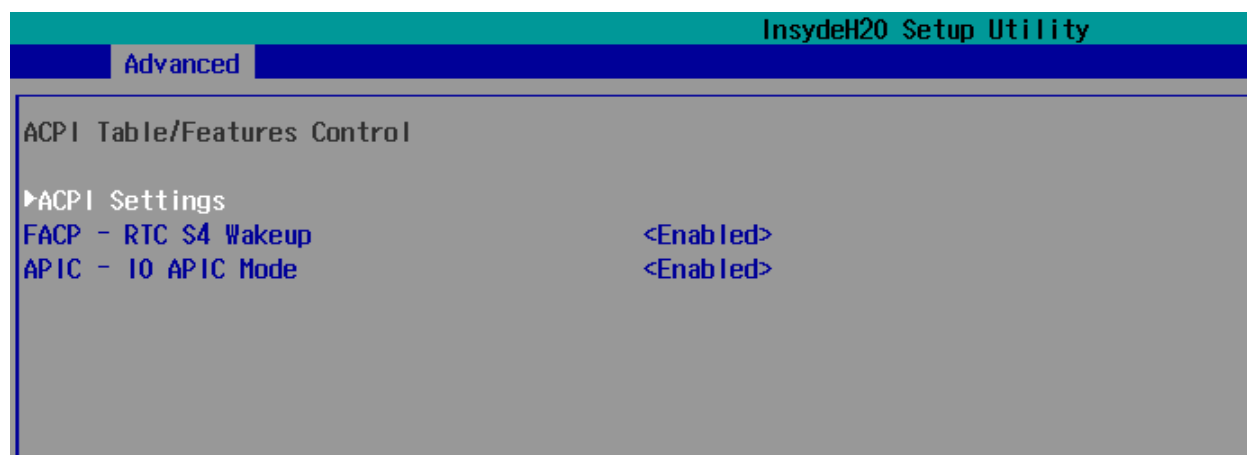 InsydeH20 Setup Utility
Advanced
ACPI Table/Features Control
▶ACPI Settings
FACP - RTC S4 Wakeup <Enabled>
APIC - IO APIC Mode <Enabled>